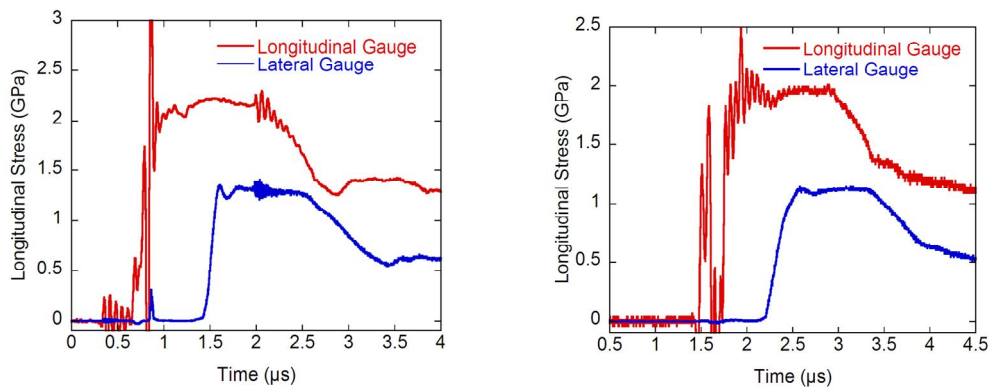 3
2.5
2
1.5
1
0.5
0
Longitudinal Stress (GPa)
Longitudinal Gauge
Lateral Gauge
0 0.5 1 1.5 2 2.5 3 3.5 4
Time (µs)
2.5
2
1.5
1
0.5
0
Longitudinal Stress (GPa)
Longitudinal Gauge
Lateral Gauge
0.5 1 1.5 2 2.5 3 3.5 4 4.5
Time (µs)